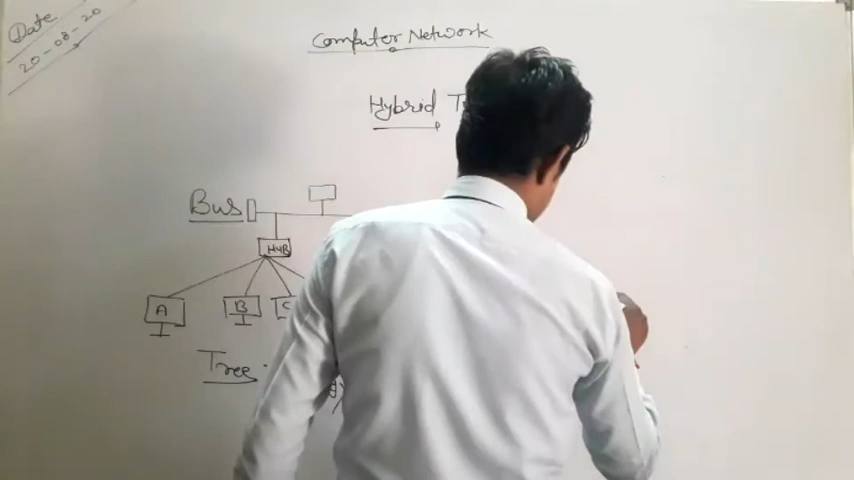 Date
20-08-20
Computer Network
Hybrid
Bus
HUB
A B C
Tree